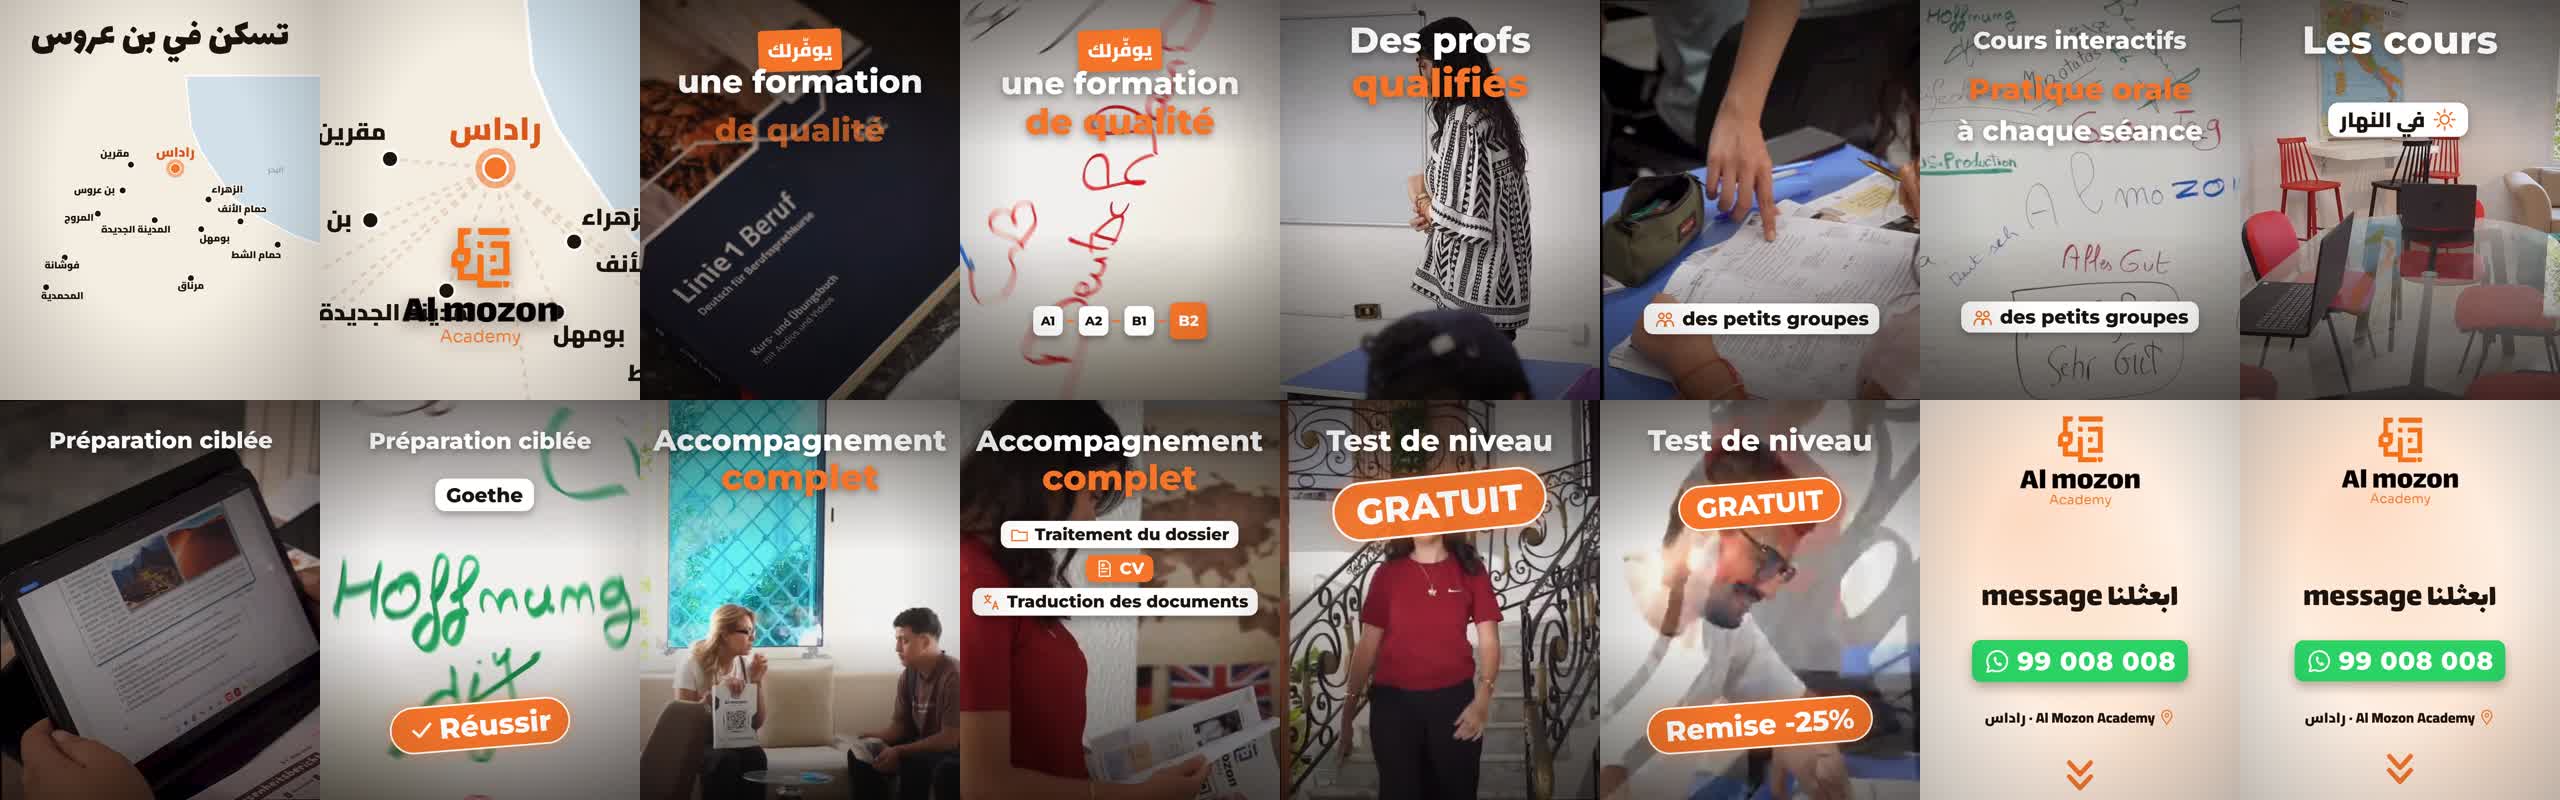 تسكن في بن عروس
البحر
مقرين
راداس
بن عروس
الزهراء
المروج
حمام الأنف
المدينة الجديدة
بومهل
حمام الشط
فوشانة
مرناق
المحمدية
مقرين
راداس
بن
زهراء
أنف
الجديدة
بومهل
ط
Al mozon
Academy
يوفّرلك
une formation
de qualité
Linie 1 Beruf
Deutsch für Berufssprachkurse
Kurs- und Übungsbuch
mit Audios und Videos
يوفّرلك
une formation
de qualité
A1
A2
B1
B2
Des profs
qualifiés
des petits groupes
Hoffnung
Cours interactifs
Pratique orale
à chaque séance
Production
Al mozo
Alles Gut
des petits groupes
Sehr Gut
Les cours
في النهار
Préparation ciblée
Préparation ciblée
Goethe
Hoffnung
Réussir
Accompagnement
complet
Accompagnement
complet
Traitement du dossier
CV
Traduction des documents
Test de niveau
GRATUIT
Test de niveau
GRATUIT
Remise -25%
Al mozon
Academy
ابعثلنا message
99 008 008
Al Mozon Academy · راداس
Al mozon
Academy
ابعثلنا message
99 008 008
Al Mozon Academy · راداس